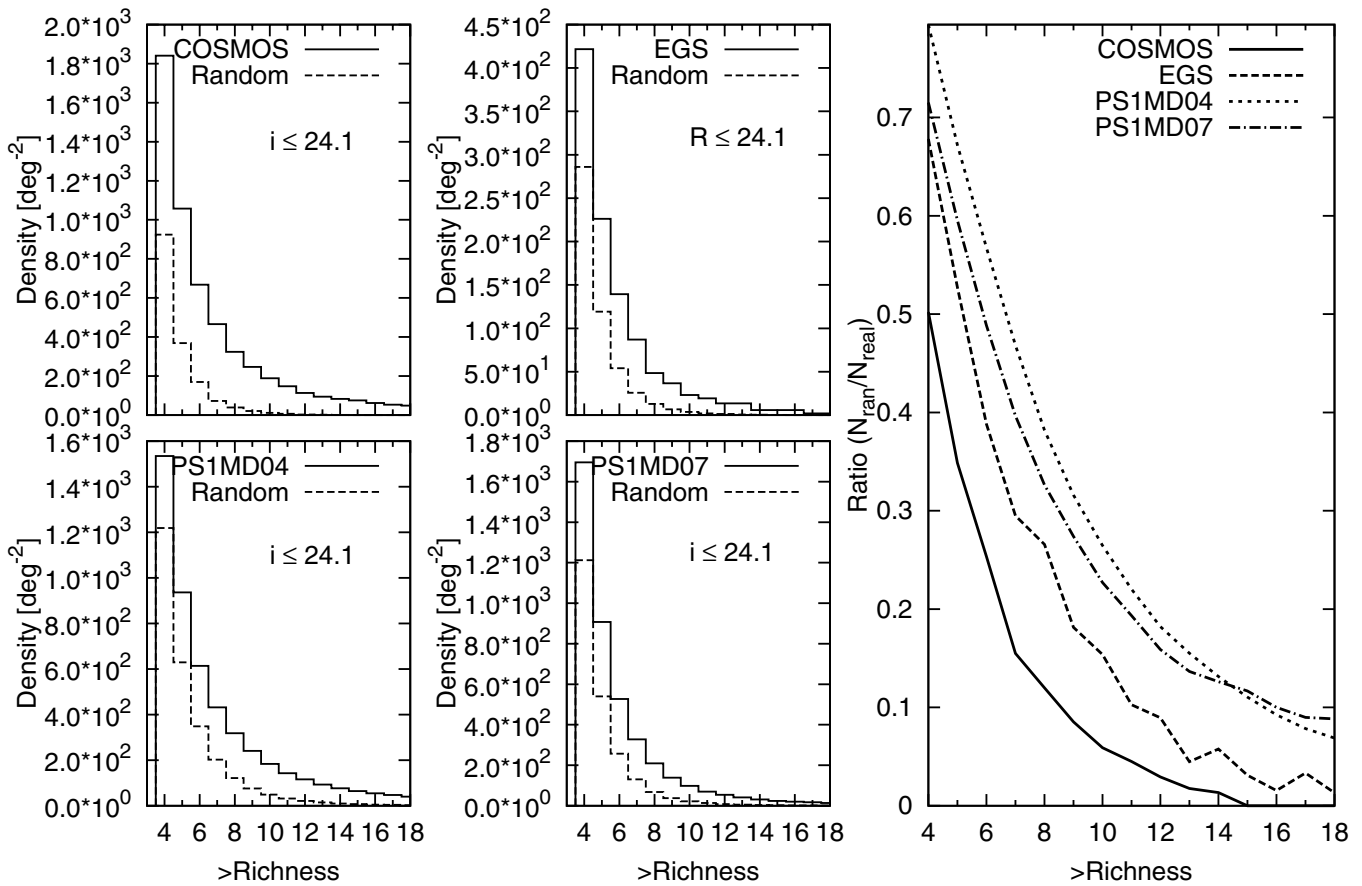 2.0*10^3
1.8*10^3
1.6*10^3
1.4*10^3
1.2*10^3
1.0*10^3
8.0*10^2
6.0*10^2
4.0*10^2
2.0*10^2
0.0*10^0
Density [deg^-2]
COSMOS
Random
i ≤ 24.1
4.5*10^2
4.0*10^2
3.5*10^2
3.0*10^2
2.5*10^2
2.0*10^2
1.5*10^2
1.0*10^2
5.0*10^1
0.0*10^0
Density [deg^-2]
EGS
Random
R ≤ 24.1
1.6*10^3
1.4*10^3
1.2*10^3
1.0*10^3
8.0*10^2
6.0*10^2
4.0*10^2
2.0*10^2
0.0*10^0
Density [deg^-2]
PS1MD04
Random
i ≤ 24.1
4 6 8 10 12 14 16 18
>Richness
1.8*10^3
1.6*10^3
1.4*10^3
1.2*10^3
1.0*10^3
8.0*10^2
6.0*10^2
4.0*10^2
2.0*10^2
0.0*10^0
Density [deg^-2]
PS1MD07
Random
i ≤ 24.1
4 6 8 10 12 14 16 18
>Richness
COSMOS
EGS
PS1MD04
PS1MD07
0.7
0.6
0.5
0.4
0.3
0.2
0.1
0
Ratio (N_ran/N_real)
4 6 8 10 12 14 16 18
>Richness